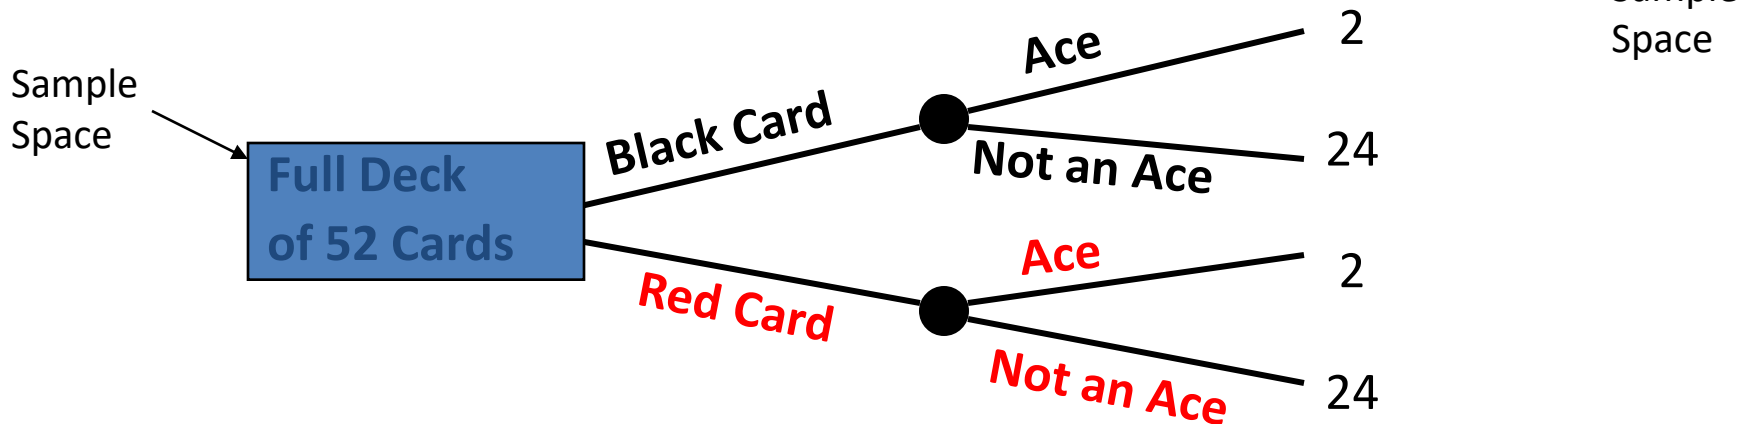 Sample
Space
Full Deck
of 52 Cards
Black Card
Ace
2
Not an Ace
24
Red Card
Ace
2
Not an Ace
24
Space